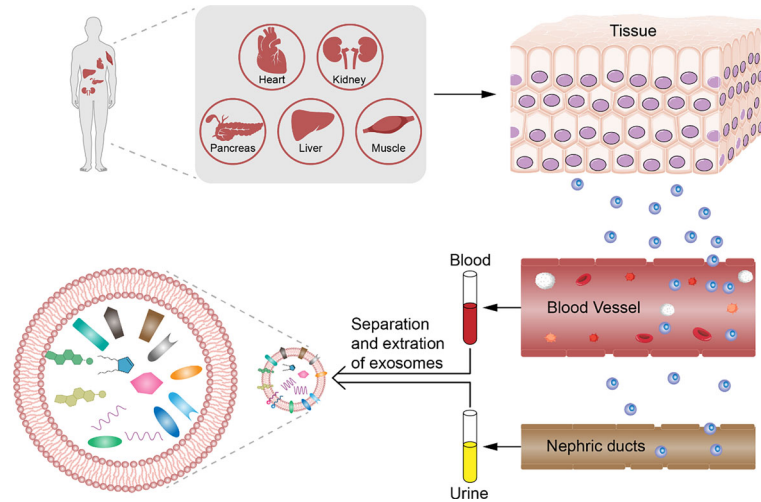 Heart
Kidney
Pancreas
Liver
Muscle
Tissue
Blood
Blood Vessel
Separation
and extration
of exosomes
Nephric ducts
Urine